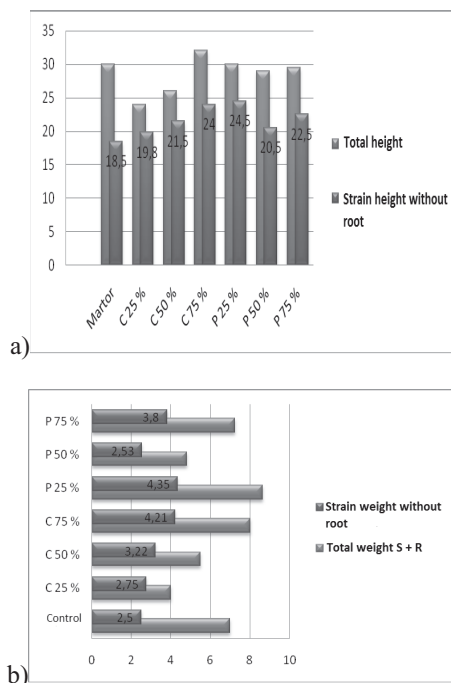 35
30
25
20
15
10
5
0
18,5
19,8
21,5
24
24,5
20,5
22,5
Martor
C 25 %
C 50 %
C 75 %
P 25 %
P 50 %
P 75 %
Total height
Strain height without
root
a)
P 75 %
P 50 %
P 25 %
C 75 %
C 50 %
C 25 %
Control
3,8
2,53
4,35
4,21
3,22
2,75
2,5
0 2 4 6 8 10
Strain weight without
root
Total weight S + R
b)